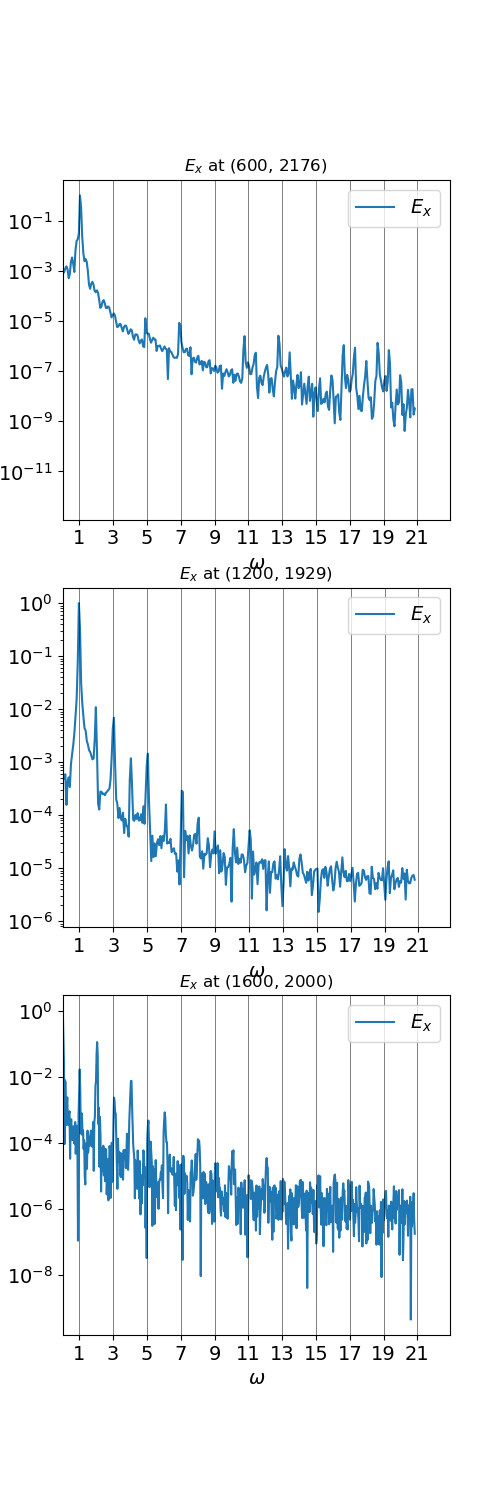 E_x at (600, 2176)
E_x
10^-1
10^-3
10^-5
10^-7
10^-9
10^-11
1 3 5 7 9 11 13 15 17 19 21
ω
E_x at (1200, 1929)
E_x
10^0
10^-1
10^-2
10^-3
10^-4
10^-5
10^-6
1 3 5 7 9 11 13 15 17 19 21
ω
E_x at (1600, 2000)
E_x
10^0
10^-2
10^-4
10^-6
10^-8
1 3 5 7 9 11 13 15 17 19 21
ω